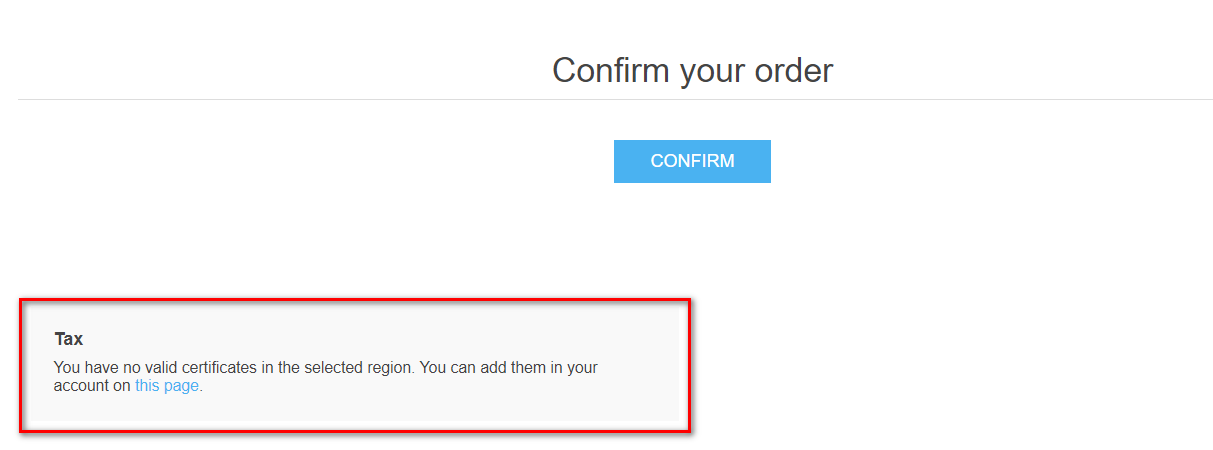 Confirm your order
CONFIRM
Tax
You have no valid certificates in the selected region. You can add them in your
account on this page.